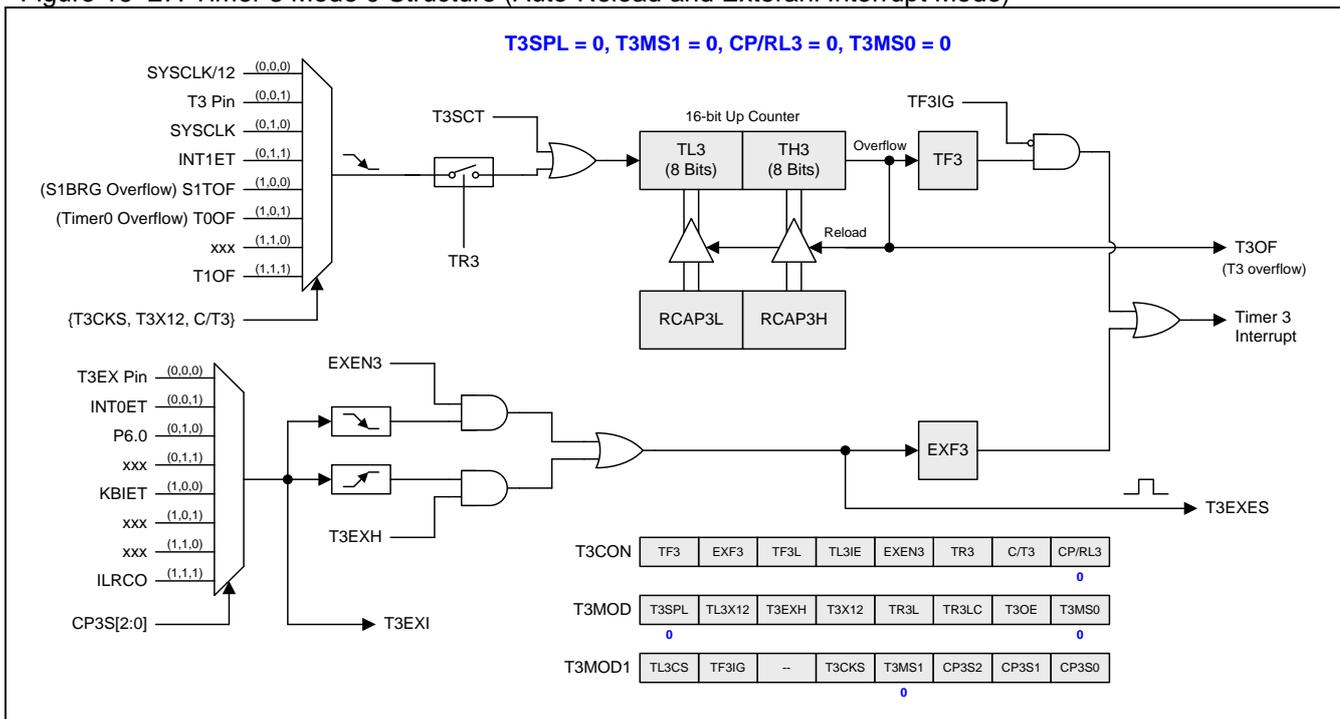 Figure 16-27. Timer 3 Mode 0 Structure (Auto-Reload and Exteranl Interrupt Mode)
T3SPL = 0, T3MS1 = 0, CP/RL3 = 0, T3MS0 = 0
SYSCLK/12 (0,0,0)
T3 Pin (0,0,1)
SYSCLK (0,1,0)
INT1ET (0,1,1)
(S1BRG Overflow) S1TOF (1,0,0)
(Timer0 Overflow) T0OF (1,0,1)
xxx (1,1,0)
T1OF (1,1,1)
{T3CKS, T3X12, C/T3}
T3SCT
TR3
16-bit Up Counter
TL3
(8 Bits)
TH3
(8 Bits)
Overflow
TF3
TF3IG
Reload
RCAP3L
RCAP3H
T3OF
(T3 overflow)
Timer 3
Interrupt
T3EX Pin (0,0,0)
INT0ET (0,0,1)
P6.0 (0,1,0)
xxx (0,1,1)
KBIET (1,0,0)
xxx (1,0,1)
xxx (1,1,0)
ILRCO (1,1,1)
CP3S[2:0]
EXEN3
T3EXH
T3EXI
EXF3
T3EXES
T3CON TF3 EXF3 TF3L TL3IE EXEN3 TR3 C/T3 CP/RL3
0
T3MOD T3SPL TL3X12 T3EXH T3X12 TR3L TR3LC T3OE T3MS0
0 0
T3MOD1 TL3CS TF3IG -- T3CKS T3MS1 CP3S2 CP3S1 CP3S0
0